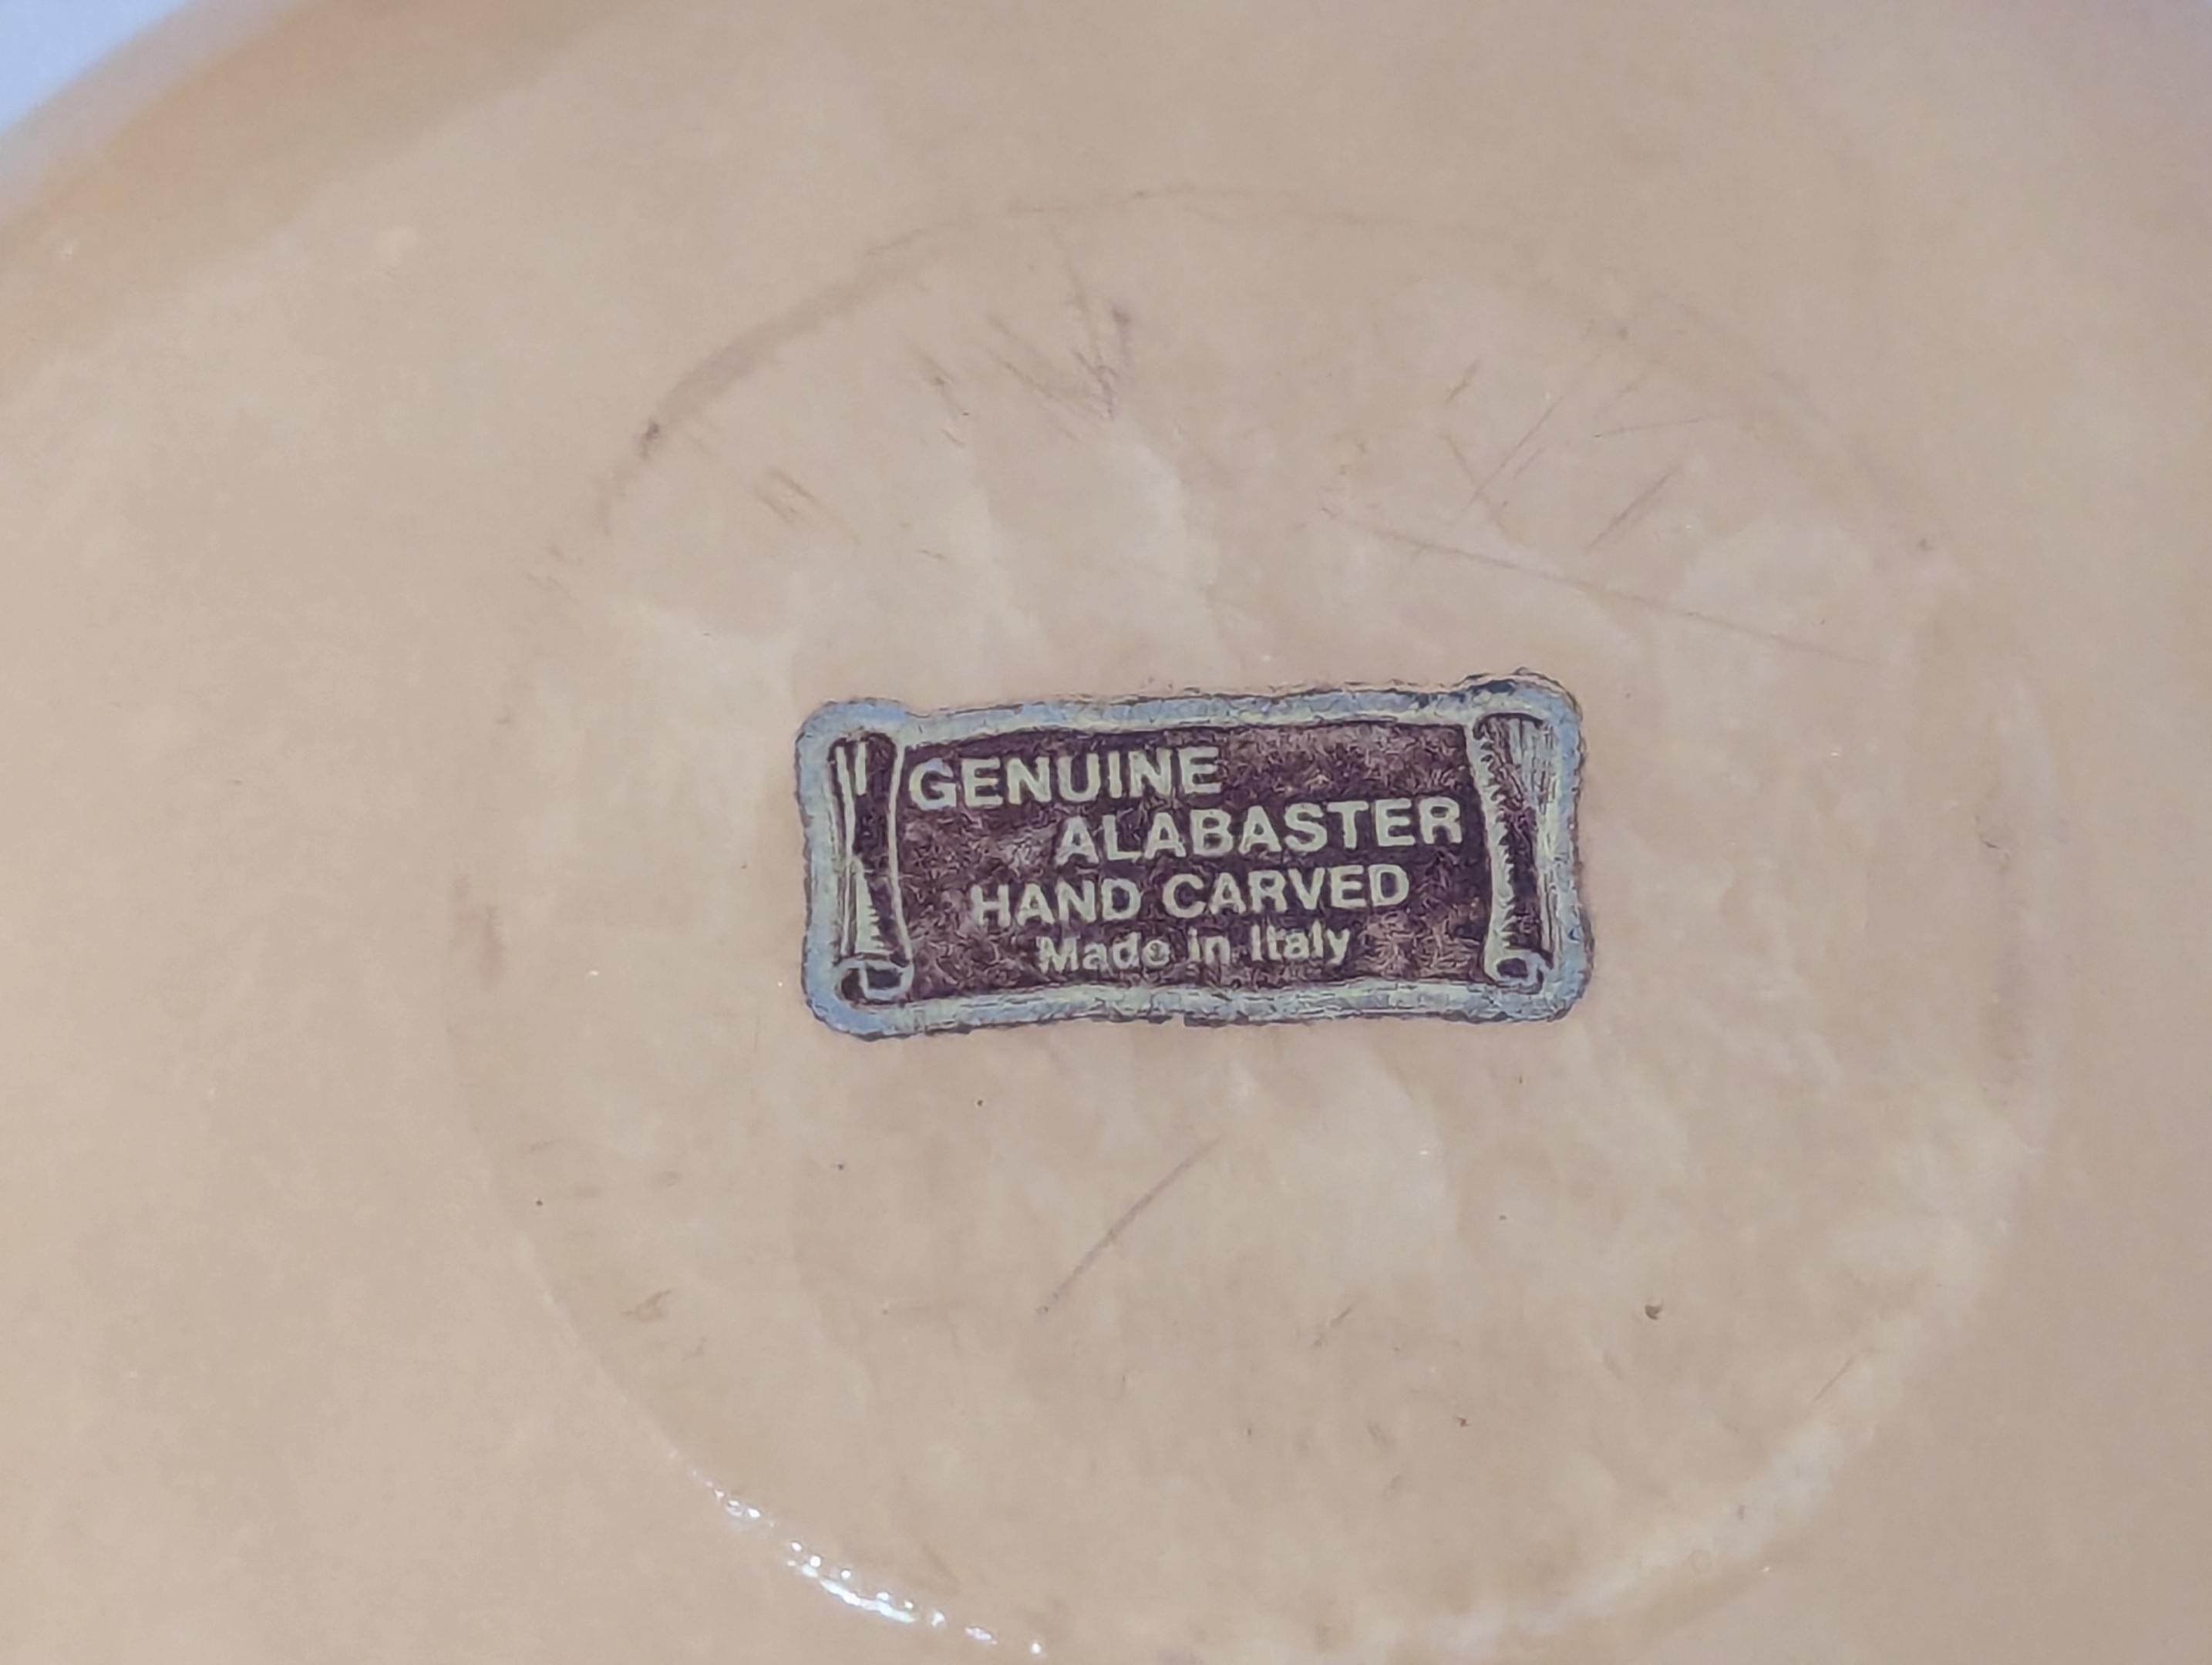 GENUINE
ALABASTER
HAND CARVED
Made in Italy